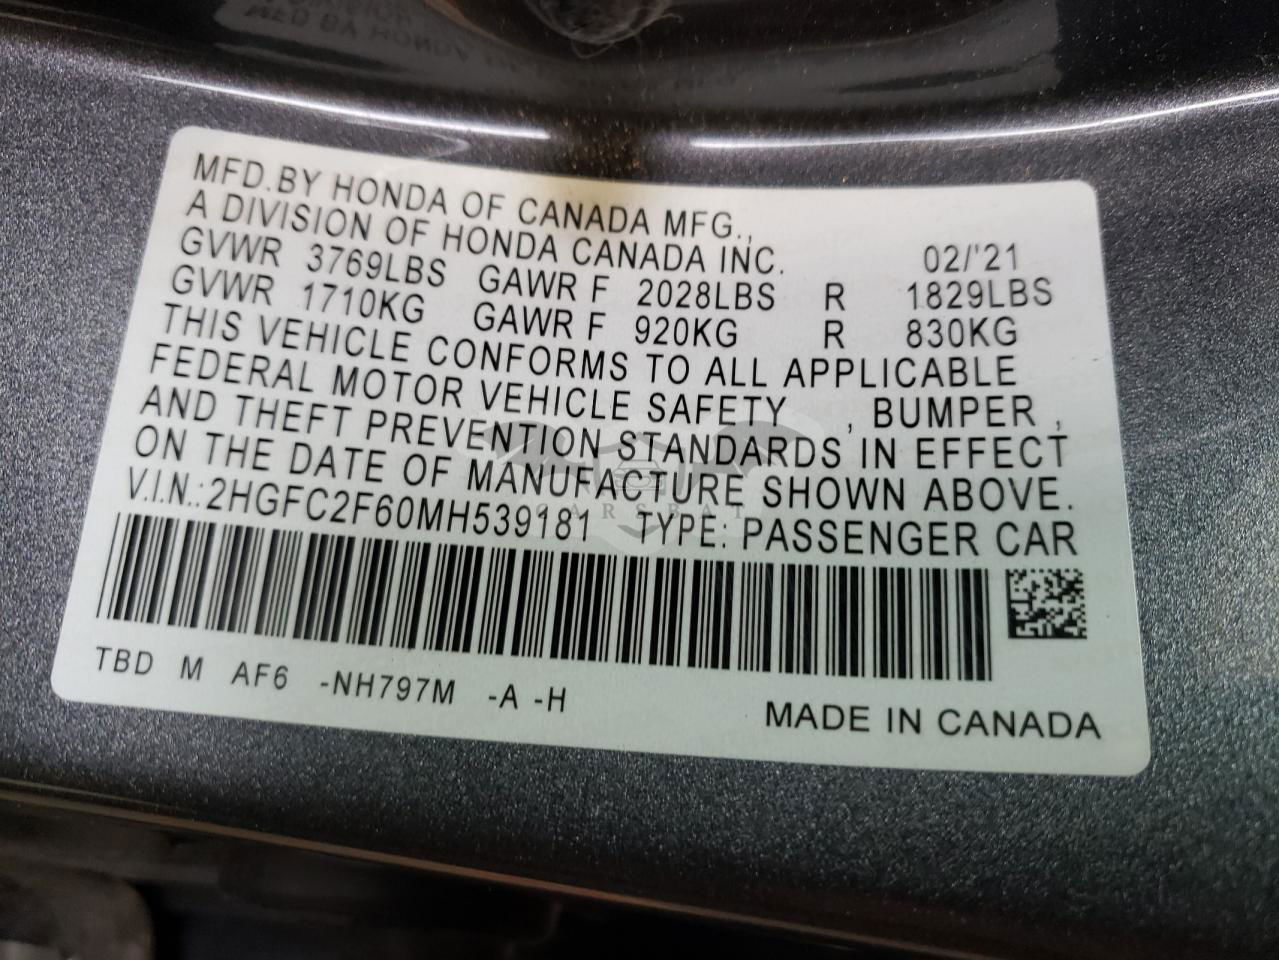 MFD.BY HONDA OF CANADA MFG.,
A DIVISION OF HONDA CANADA INC. 02/'21
GVWR 3769LBS GAWR F 2028LBS R 1829LBS
GVWR 1710KG GAWR F 920KG R 830KG
THIS VEHICLE CONFORMS TO ALL APPLICABLE
FEDERAL MOTOR VEHICLE SAFETY , BUMPER ,
AND THEFT PREVENTION STANDARDS IN EFFECT
ON THE DATE OF MANUFACTURE SHOWN ABOVE.
V.I.N.: 2HGFC2F60MH539181 TYPE: PASSENGER CAR
TBD M AF6 -NH797M -A -H
MADE IN CANADA
CARSBAT